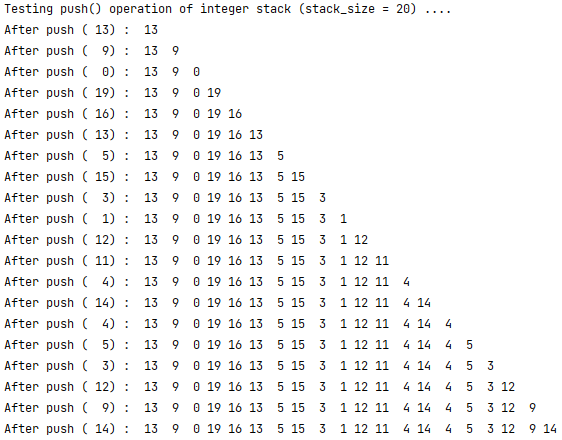 Testing push() operation of integer stack (stack_size = 20) ....
After push ( 13) :  13
After push (  9) :  13  9
After push (  0) :  13  9  0
After push ( 19) :  13  9  0 19
After push ( 16) :  13  9  0 19 16
After push ( 13) :  13  9  0 19 16 13
After push (  5) :  13  9  0 19 16 13  5
After push ( 15) :  13  9  0 19 16 13  5 15
After push (  3) :  13  9  0 19 16 13  5 15  3
After push (  1) :  13  9  0 19 16 13  5 15  3  1
After push ( 12) :  13  9  0 19 16 13  5 15  3  1 12
After push ( 11) :  13  9  0 19 16 13  5 15  3  1 12 11
After push (  4) :  13  9  0 19 16 13  5 15  3  1 12 11  4
After push ( 14) :  13  9  0 19 16 13  5 15  3  1 12 11  4 14
After push (  4) :  13  9  0 19 16 13  5 15  3  1 12 11  4 14  4
After push (  5) :  13  9  0 19 16 13  5 15  3  1 12 11  4 14  4  5
After push (  3) :  13  9  0 19 16 13  5 15  3  1 12 11  4 14  4  5  3
After push ( 12) :  13  9  0 19 16 13  5 15  3  1 12 11  4 14  4  5  3 12
After push (  9) :  13  9  0 19 16 13  5 15  3  1 12 11  4 14  4  5  3 12  9
After push ( 14) :  13  9  0 19 16 13  5 15  3  1 12 11  4 14  4  5  3 12  9 14